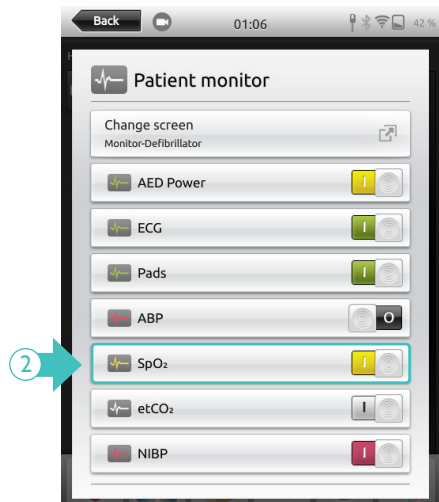 Back
01:06
42 %
Patient monitor
Change screen
Monitor-Defibrillator
AED Power
I
ECG
I
Pads
I
ABP
O
2
SpO₂
I
etCO₂
I
NIBP
I